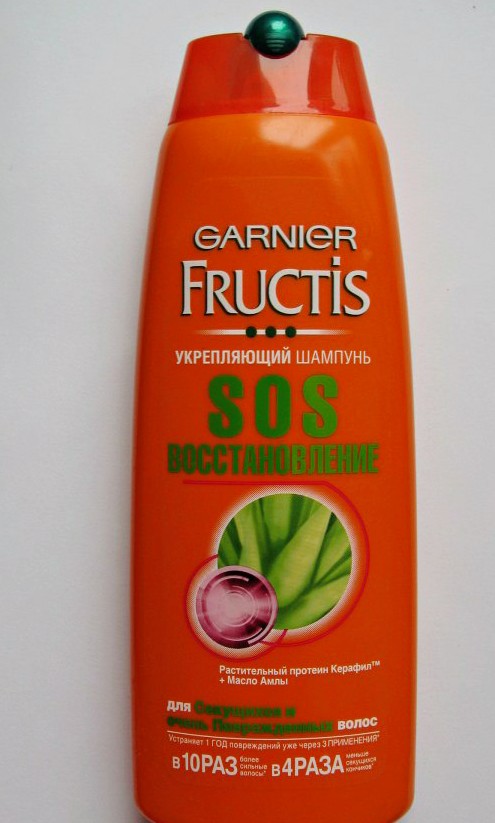 GARNIER
FRUCTiS
УКРЕПЛЯЮЩИЙ ШАМПУНЬ
SOS
ВОССТАНОВЛЕНИЕ
Растительный протеин Керафил™
+ Масло Амлы
для Секущихся и
очень Поврежденных волос
Устраняет 1 ГОД повреждений уже через 3 ПРИМЕНЕНИЯ*
в 10 РАЗ более сильные волосы* в 4 РАЗА меньше секущихся кончиков*